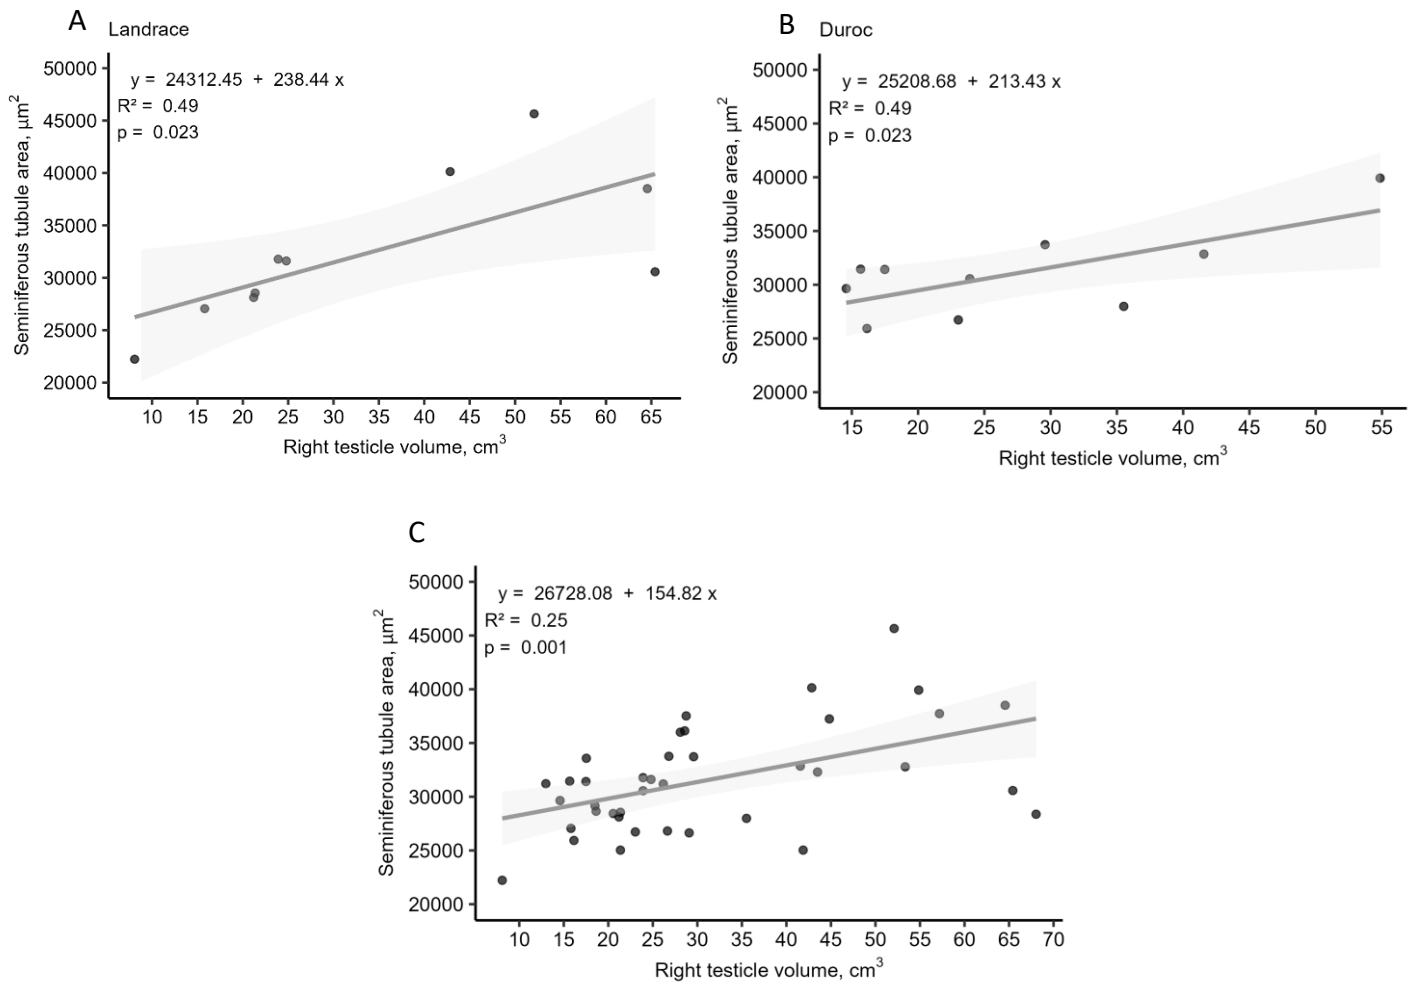 A
Landrace
y = 24312.45 + 238.44 x
R² = 0.49
p = 0.023
50000
45000
40000
35000
30000
25000
20000
Seminiferous tubule area, µm²
10 15 20 25 30 35 40 45 50 55 60 65
Right testicle volume, cm³
B
Duroc
y = 25208.68 + 213.43 x
R² = 0.49
p = 0.023
50000
45000
40000
35000
30000
25000
20000
Seminiferous tubule area, µm²
15 20 25 30 35 40 45 50 55
Right testicle volume, cm³
C
y = 26728.08 + 154.82 x
R² = 0.25
p = 0.001
50000
45000
40000
35000
30000
25000
20000
Seminiferous tubule area, µm²
10 15 20 25 30 35 40 45 50 55 60 65 70
Right testicle volume, cm³